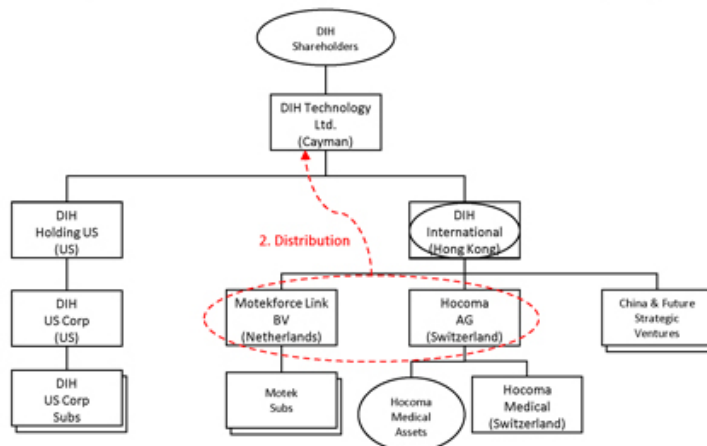 DIH
Shareholders
DIH Technology
Ltd.
(Cayman)
DIH
Holding US
(US)
2. Distribution
DIH
International
(Hong Kong)
DIH
US Corp
(US)
Motekforce Link
BV
(Netherlands)
Hocoma
AG
(Switzerland)
China & Future
Strategic
Ventures
DIH
US Corp
Subs
Motek
Subs
Hocoma
Medical
Assets
Hocoma
Medical
(Switzerland)